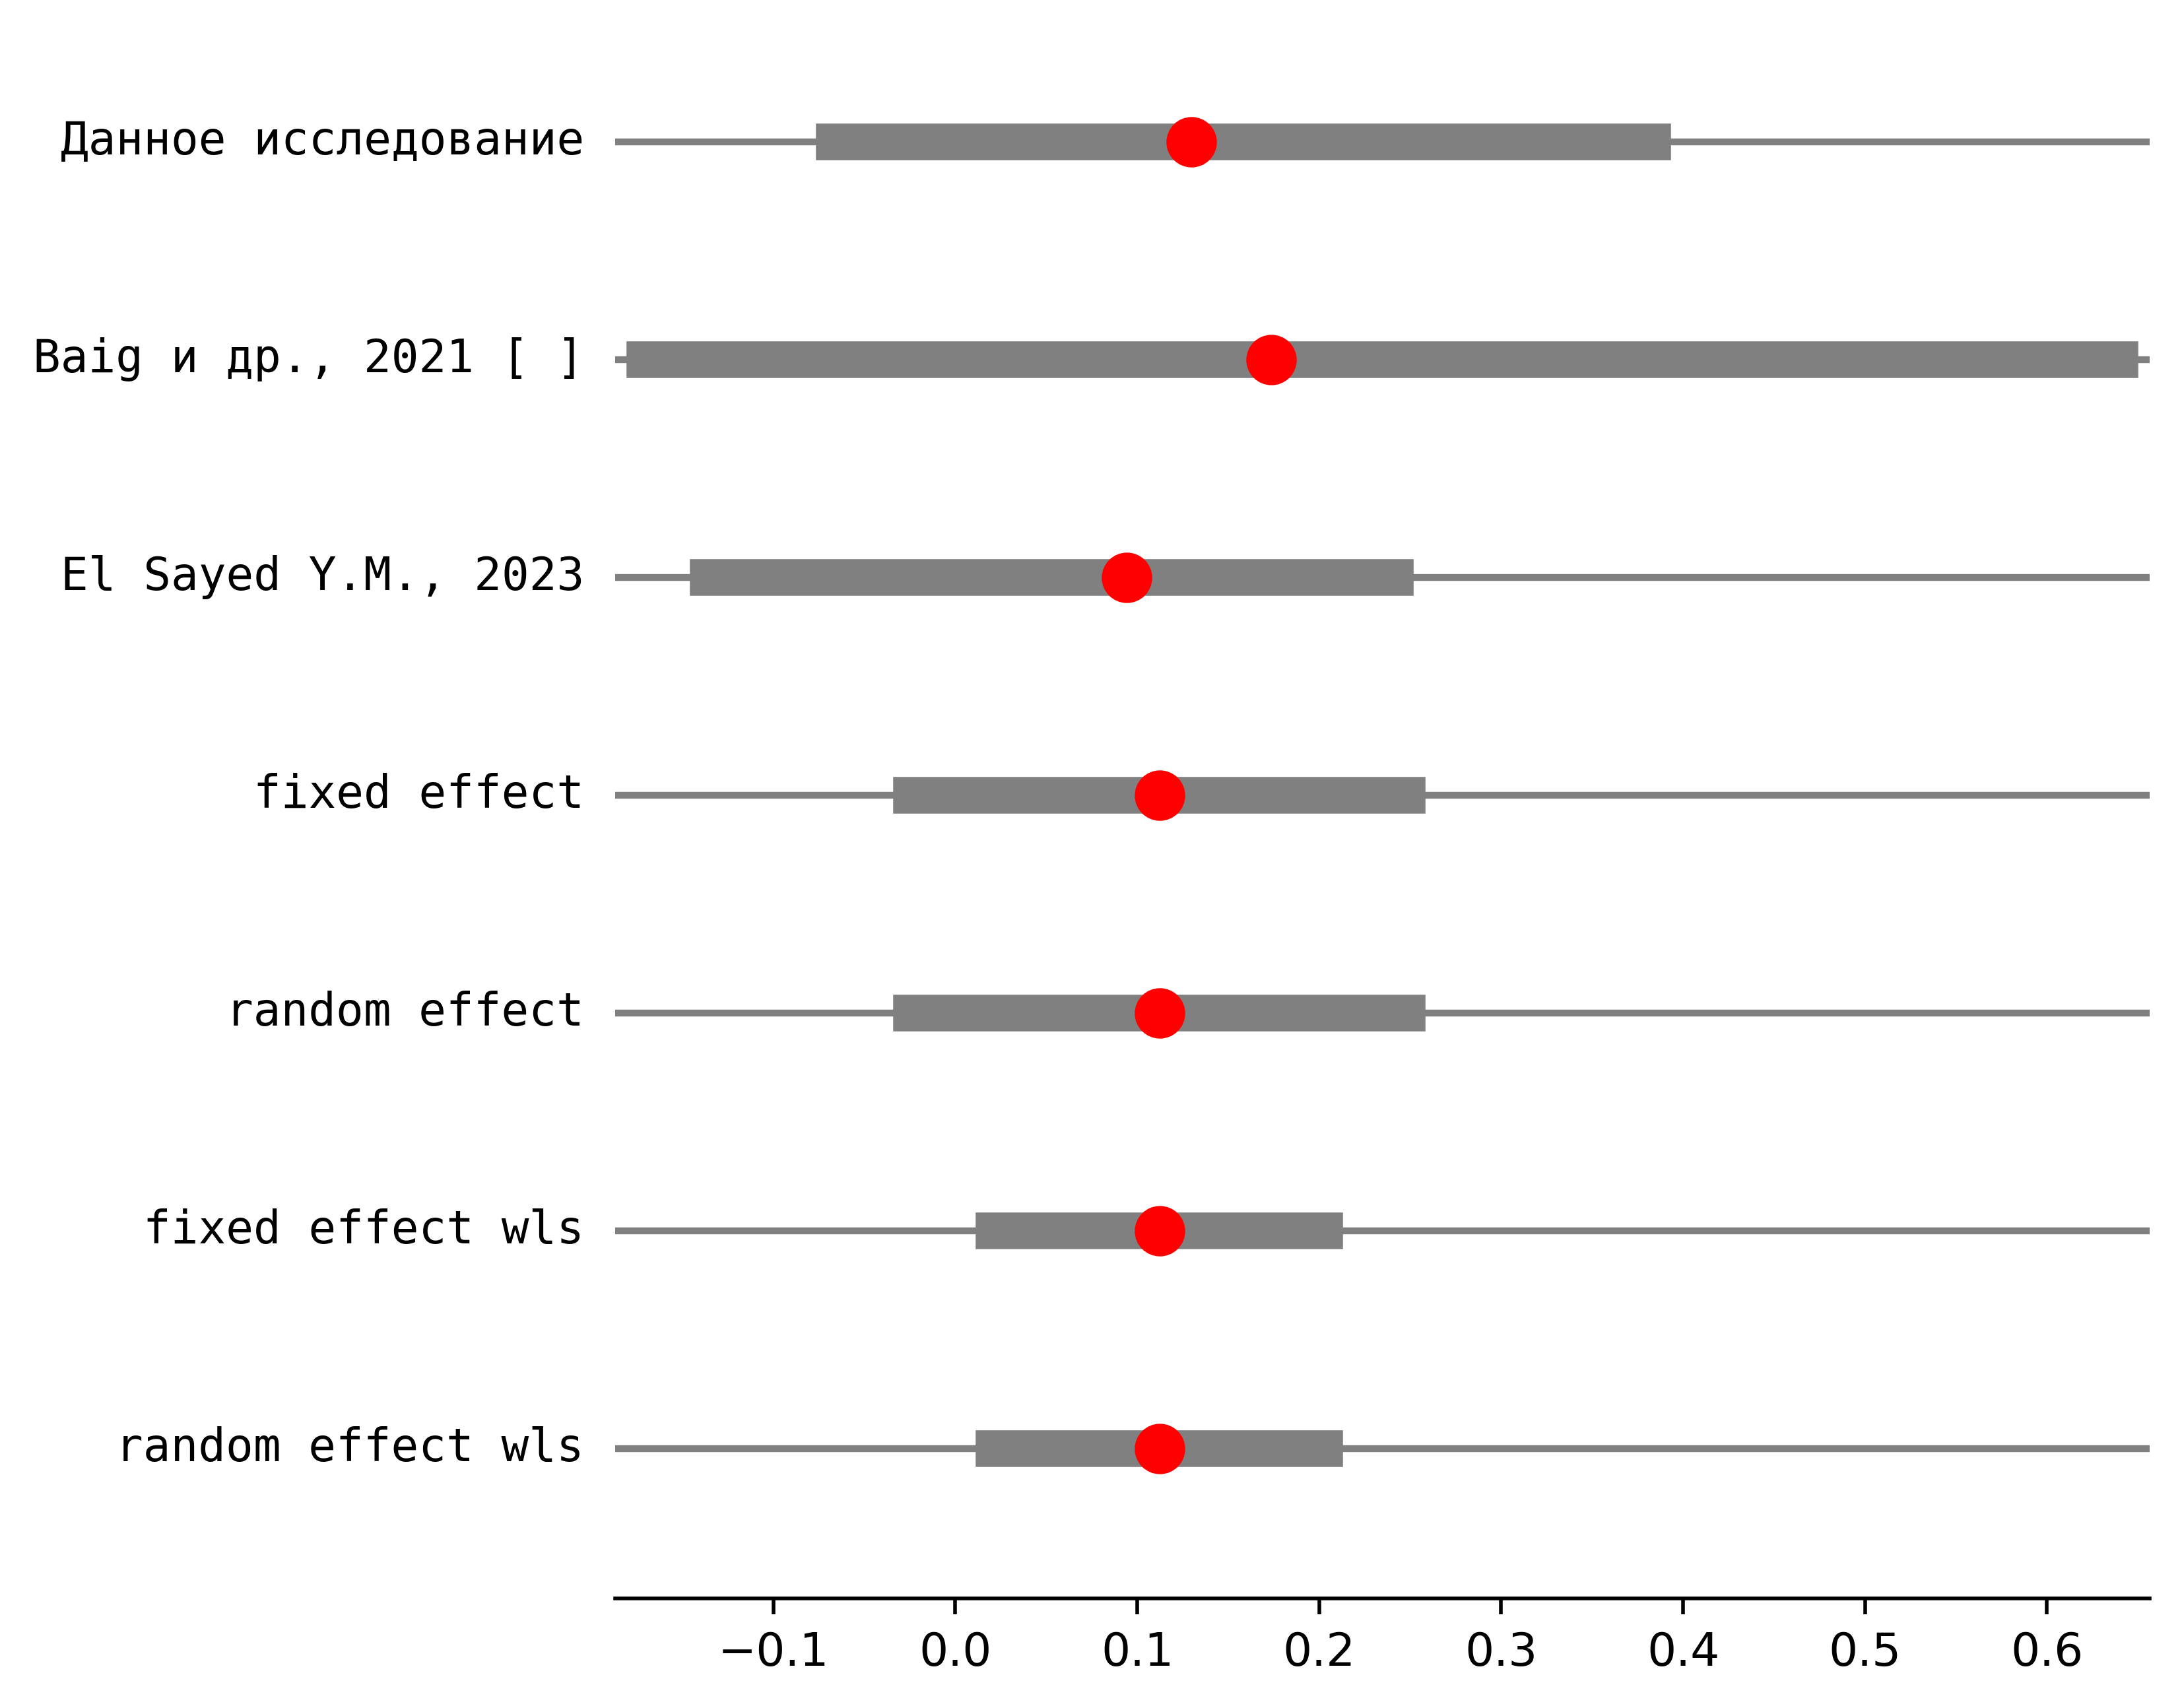 Данное исследование
Baig и др., 2021 [ ]
El Sayed Y.M., 2023
fixed effect
random effect
fixed effect wls
random effect wls
−0.1 0.0 0.1 0.2 0.3 0.4 0.5 0.6